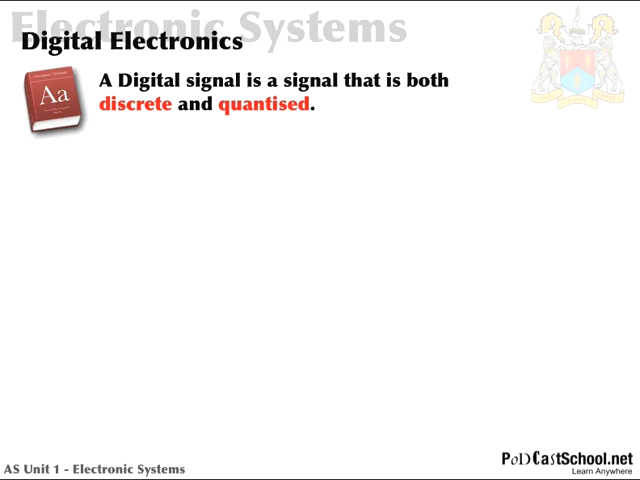 Electronic Systems
Digital Electronics
Aa
A Digital signal is a signal that is both
discrete and quantised.
AS Unit 1 - Electronic Systems
PoDCastSchool.net
Learn Anywhere